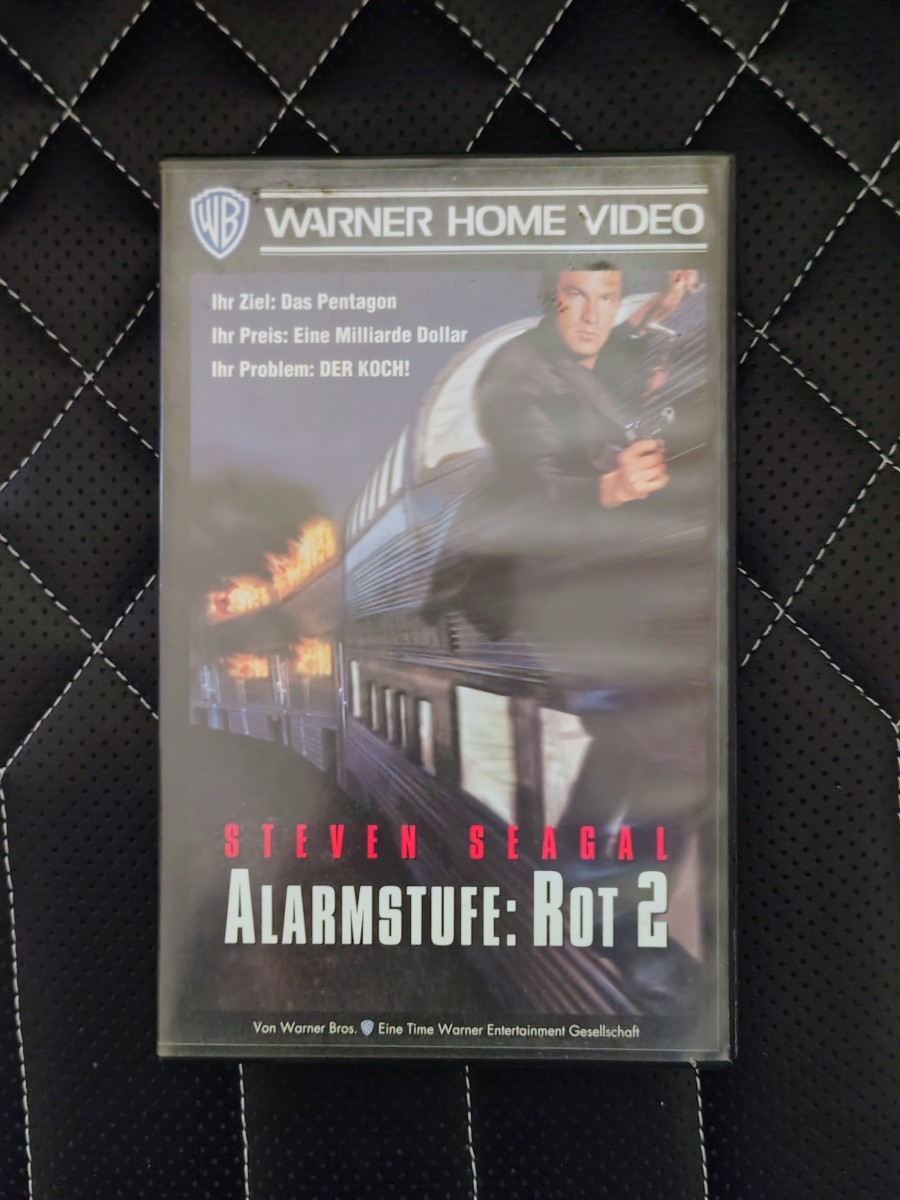 WB WARNER HOME VIDEO
Ihr Ziel: Das Pentagon
Ihr Preis: Eine Milliarde Dollar
Ihr Problem: DER KOCH!
STEVEN SEAGAL
ALARMSTUFE: ROT 2
Von Warner Bros. Eine Time Warner Entertainment Gesellschaft